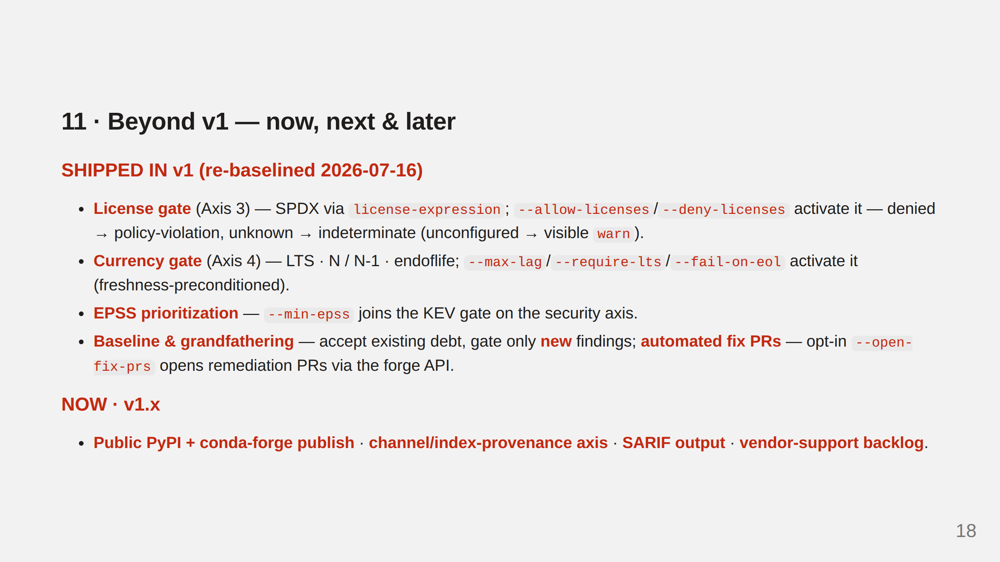 11 · Beyond v1 — now, next & later
SHIPPED IN v1 (re-baselined 2026-07-16)
• License gate (Axis 3) — SPDX via license-expression; --allow-licenses/--deny-licenses activate it — denied
→ policy-violation, unknown → indeterminate (unconfigured → visible warn).
• Currency gate (Axis 4) — LTS · N / N-1 · endoflife; --max-lag/--require-lts/--fail-on-eol activate it
(freshness-preconditioned).
• EPSS prioritization — --min-epss joins the KEV gate on the security axis.
• Baseline & grandfathering — accept existing debt, gate only new findings; automated fix PRs — opt-in --open-
fix-prs opens remediation PRs via the forge API.
NOW · v1.x
• Public PyPI + conda-forge publish · channel/index-provenance axis · SARIF output · vendor-support backlog.
18